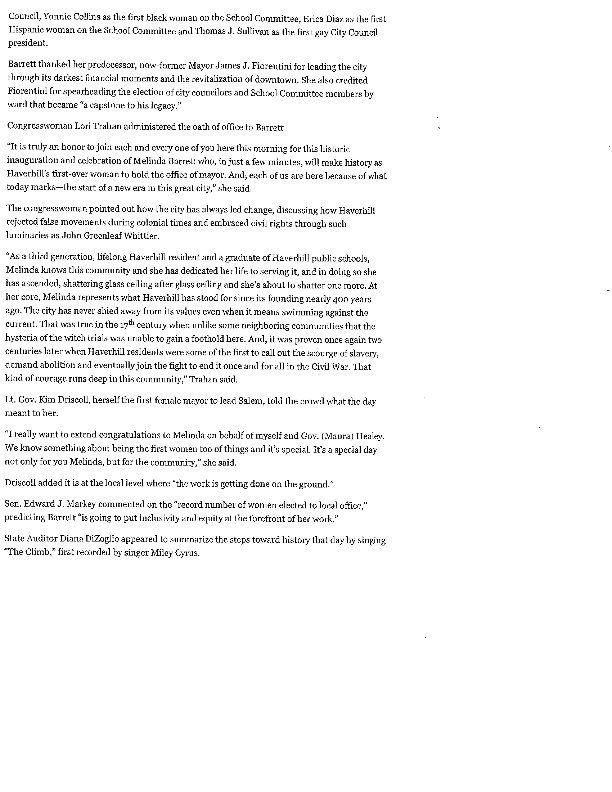 Council, Yonnie Collins as the first black woman on the School Committee, Erica Diaz as the first
Hispanic woman on the School Committee and Thomas J. Sullivan as the first gay City Council
president.
Barrett thanked her predecessor, now-former Mayor James J. Fiorentini for leading the city
through its darkest financial moments and the revitalization of downtown. She also credited
Fiorentini for spearheading the election of city councilors and School Committee members by
ward that became "a capstone to his legacy."
Congresswoman Lori Trahan administered the oath of office to Barrett
"It is truly an honor to join each and every one of you here this morning for this historic
inauguration and celebration of Melinda Barrett who, in just a few minutes, will make history as
Haverhill's first-ever woman to hold the office of mayor. And, each of us are here because of what
today marks—the start of a new era in this great city," she said
The congresswoman pointed out how the city has always led change, discussing how Haverhill
rejected false movements during colonial times and embraced civil rights through such
luminaries as John Greenleaf Whittier.
"As a third generation, lifelong Haverhill resident and a graduate of Haverhill public schools,
Melinda knows this community and she has dedicated her life to serving it, and in doing so she
has ascended, shattering glass ceiling after glass ceiling and she's about to shatter one more. At
her core, Melinda represents what Haverhill has stood for since its founding nearly 400 years
ago. The city has never shied away from its values even when it means swimming against the
current. That was true in the 17th century when unlike some neighboring communities that the
hysteria of the witch trials was unable to gain a foothold here. And, it was proven once again two
centuries later when Haverhill residents were some of the first to call out the scourge of slavery,
demand abolition and eventually join the fight to end it once and for all in the Civil War. That
kind of courage runs deep in this community," Trahan said.
Lt. Gov. Kim Driscoll, herself the first female mayor to lead Salem, told the crowd what the day
meant to her.
"I really want to extend congratulations to Melinda on behalf of myself and Gov. (Maura) Healey.
We know something about being the first women too of things and it's special. It's a special day
not only for you Melinda, but for the community," she said.
Driscoll added it is at the local level where "the work is getting done on the ground."
Sen. Edward J. Markey commented on the "record number of women elected to local office,"
predicting Barrett "is going to put inclusivity and equity at the forefront of her work."
State Auditor Diana DiZoglio appeared to summarize the steps toward history that day by singing
"The Climb," first recorded by singer Miley Cyrus.